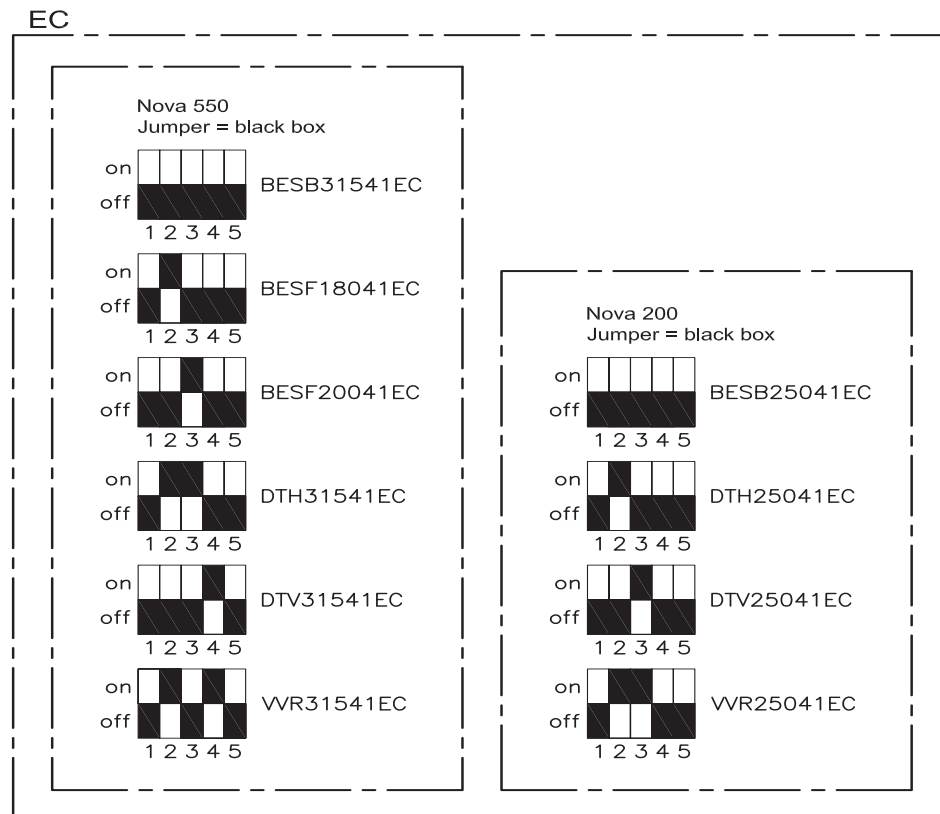 EC
Nova 550
Jumper = black box
on
off
BESB31541EC
1 2 3 4 5
on
off
BESF18041EC
1 2 3 4 5
on
off
BESF20041EC
1 2 3 4 5
on
off
DTH31541EC
1 2 3 4 5
on
off
DTV31541EC
1 2 3 4 5
on
off
VVR31541EC
1 2 3 4 5
Nova 200
Jumper = black box
on
off
BESB25041EC
1 2 3 4 5
on
off
DTH25041EC
1 2 3 4 5
on
off
DTV25041EC
1 2 3 4 5
on
off
VVR25041EC
1 2 3 4 5